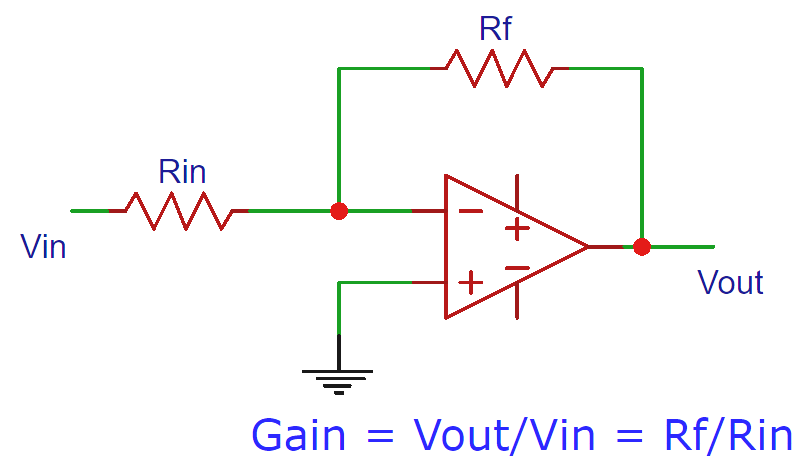 Rf
Rin
Vin
−
+
+
−
Vout
Gain = Vout/Vin = Rf/Rin